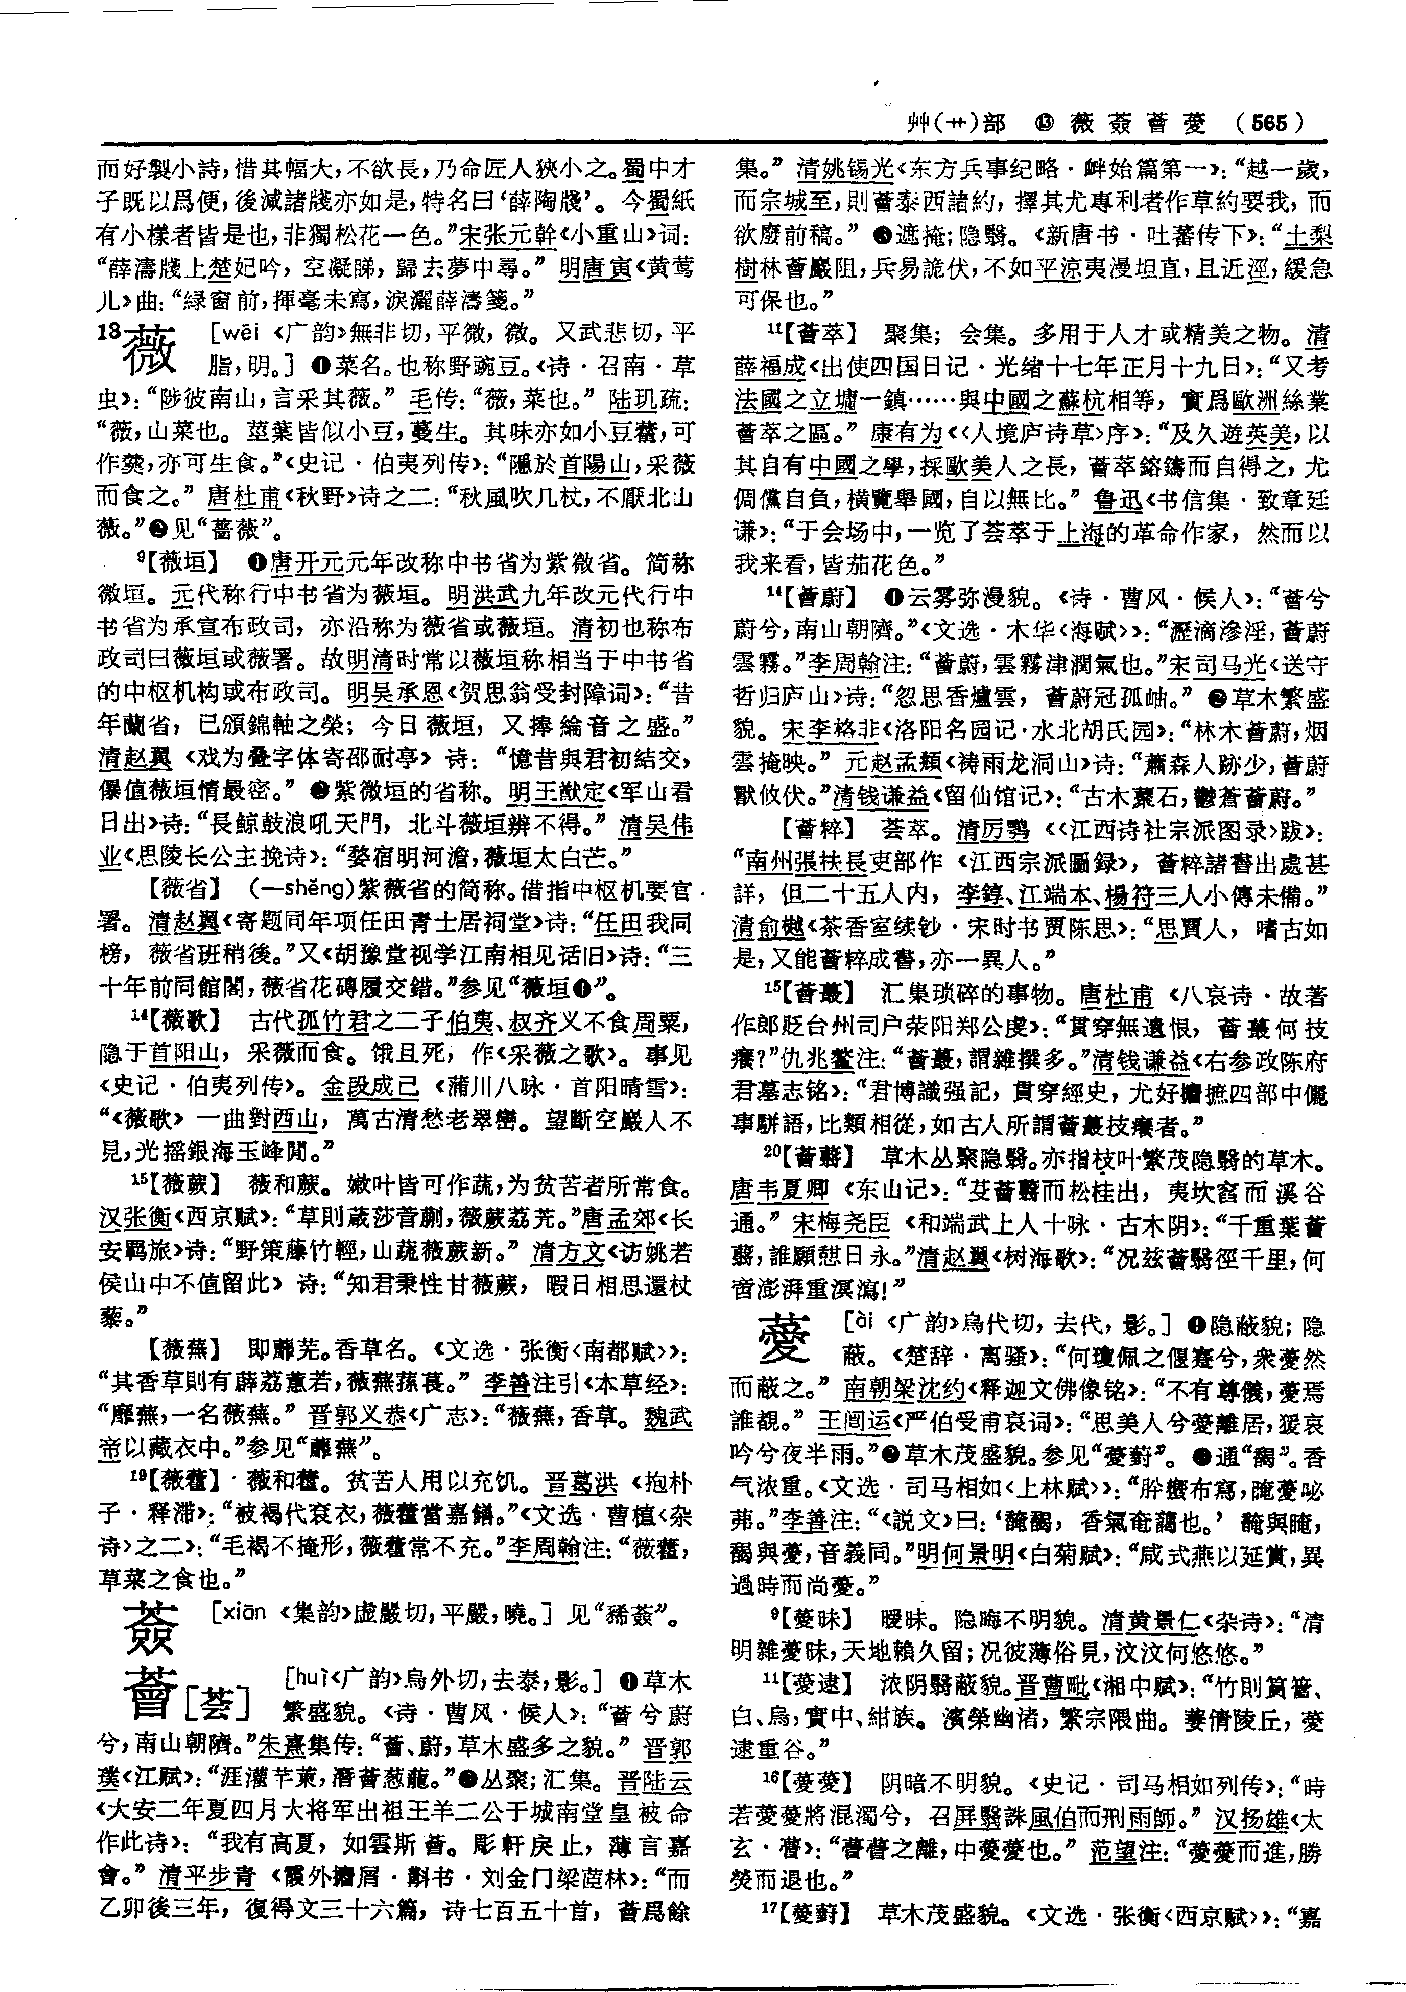 艸(艹)部 ⑬ 薇薟薈薆 (565)
而好製小詩，惜其幅大，不欲長，乃命匠人狹小之。蜀中才
子既以爲便，後減諸牋亦如是，特名曰‘薛陶牋’。今蜀紙
有小樣者皆是也，非獨松花一色。”宋张元幹《小重山》词：
“薛濤牋上楚妃吟，空凝睇，歸去夢中尋。”明唐寅《黄莺
儿》曲：“緑窗前，揮毫未寫，淚灑薛濤箋。”
13薇 [wēi《广韵》無非切，平微，微。又武悲切，平
脂，明。]❶菜名。也称野豌豆。《诗·召南·草
虫》：“陟彼南山，言采其薇。”毛传：“薇，菜也。”陆玑疏：
“薇，山菜也。莖葉皆似小豆，蔓生。其味亦如小豆藿，可
作羹，亦可生食。”《史记·伯夷列传》：“隱於首陽山，采薇
而食之。”唐杜甫《秋野》诗之二：“秋風吹几杖，不厭北山
薇。”❷见“蔷薇”。
9【薇垣】 ❶唐开元元年改称中书省为紫微省。简称
微垣。元代称行中书省为薇垣。明洪武九年改元代行中
书省为承宣布政司，亦沿称为薇省或薇垣。清初也称布
政司曰薇垣或薇署。故明清时常以薇垣称相当于中书省
的中枢机构或布政司。明吴承恩《贺思翁受封障词》：“昔
年蘭省，已頒錦軸之榮；今日薇垣，又捧綸音之盛。”
清赵翼《戏为叠字体寄邵耐亭》诗：“憶昔與君初結交，
儤值薇垣情最密。”❷紫微垣的省称。明王猷定《军山看
日出》诗：“長鯨鼓浪吼天門，北斗薇垣辨不得。”清吴伟
业《思陵长公主挽诗》：“婺宿明河澹，薇垣太白芒。”
【薇省】 (—shěng)紫薇省的简称。借指中枢机要官
署。清赵翼《寄题同年项任田青士居祠堂》诗：“任田我同
榜，薇省班稍後。”又《胡豫堂视学江南相见话旧》诗：“三
十年前同館閣，薇省花磚履交錯。”参见“薇垣❶”。
14【薇歌】 古代孤竹君之二子伯夷、叔齐义不食周粟，
隐于首阳山，采薇而食。饿且死，作《采薇之歌》。事见
《史记·伯夷列传》。金段成已《蒲川八咏·首阳晴雪》：
“《薇歌》一曲對西山，萬古清愁老翠巒。望斷空巖人不
見，光摇銀海玉峰閒。”
15【薇蕨】 薇和蕨。嫩叶皆可作蔬，为贫苦者所常食。
汉张衡《西京赋》：“草則葴莎菅蒯，薇蕨荔苀。”唐孟郊《长
安羁旅》诗：“野策藤竹輕，山蔬薇蕨新。”清方文《访姚若
侯山中不值留此》诗：“知君秉性甘薇蕨，暇日相思還杖
藜。”
【薇蕪】 即蘼芜。香草名。《文选·张衡〈南都赋〉》：
“其香草則有薜荔蕙若，薇蕪蓀萇。”李善注引《本草经》：
“靡蕪，一名薇蕪。”晋郭义恭《广志》：“薇蕪，香草。魏武
帝以藏衣中。”参见“蘼蕪”。
19【薇藿】 薇和藿。贫苦人用以充饥。晋葛洪《抱朴
子·释滞》：“被褐代衮衣，薇藿當嘉饍。”《文选·曹植〈杂
诗〉之二》：“毛褐不掩形，薇藿常不充。”李周翰注：“薇藿，
草菜之食也。”
薟 [xiān《集韵》虚嚴切，平嚴，曉。]见“豨薟”。
薈[荟] [huì《广韵》烏外切，去泰，影。]❶草木
繁盛貌。《诗·曹风·候人》：“薈兮蔚
兮，南山朝隮。”朱熹集传：“薈、蔚，草木盛多之貌。”晋郭
璞《江赋》：“涯灌芊萰，潛薈葱蘢。”❷丛聚；汇集。晋陆云
《大安二年夏四月大将军出祖王羊二公于城南堂皇被命
作此诗》：“我有高夏，如雲斯薈。彫軒戾止，薄言嘉
會。”清平步青《霞外攟屑·斠书·刘金门梁茝林》：“而
乙卯後三年，復得文三十六篇，诗七百五十首，薈爲餘
集。”清姚锡光《东方兵事纪略·衅始篇第一》：“越一歲，
而宗城至，則薈泰西諸約，擇其尤專利者作草約要我，而
欲廢前稿。”❸遮掩；隐翳。《新唐书·吐蕃传下》：“土梨
樹林薈巖阻，兵易詭伏，不如平涼夷漫坦直，且近涇，緩急
可保也。”
11【薈萃】 聚集；会集。多用于人才或精美之物。清
薛福成《出使四国日记·光绪十七年正月十九日》：“又考
法國之立墟一鎮……與中國之蘇杭相等，實爲歐洲絲業
薈萃之區。”康有为《〈人境庐诗草〉序》：“及久遊英美，以
其自有中國之學，採歐美人之長，薈萃鎔鑄而自得之，尤
倜儻自負，横覽舉國，自以無比。”鲁迅《书信集·致章廷
谦》：“于会场中，一览了荟萃于上海的革命作家，然而以
我来看，皆茄花色。”
14【薈蔚】 ❶云雾弥漫貌。《诗·曹风·候人》：“薈兮
蔚兮，南山朝隮。”《文选·木华〈海赋〉》：“瀝滴滲淫，薈蔚
雲霧。”李周翰注：“薈蔚，雲霧津潤氣也。”宋司马光《送守
哲归庐山》诗：“忽思香爐雲，薈蔚冠孤岫。”❷草木繁盛
貌。宋李格非《洛阳名园记·水北胡氏园》：“林木薈蔚，烟
雲掩映。”元赵孟頫《祷雨龙洞山》诗：“蕭森人跡少，薈蔚
獸攸伏。”清钱谦益《留仙馆记》：“古木蒙石，鬱蒼薈蔚。”
【薈粹】 荟萃。清厉鹗《〈江西诗社宗派图录〉跋》：
“南州張扶長吏部作《江西宗派圖録》，薈粹諸書出處甚
詳，但二十五人内，李錞、江端本、楊符三人小傳未備。”
清俞樾《茶香室续钞·宋时书贾陈思》：“思賈人，嗜古如
是，又能薈粹成書，亦一異人。”
15【薈蕞】 汇集琐碎的事物。唐杜甫《八哀诗·故著
作郎贬台州司户荥阳郑公虔》：“貫穿無遺恨，薈蕞何技
癢？”仇兆鳌注：“薈蕞，謂雜撰多。”清钱谦益《右参政陈府
君墓志铭》：“君博識强記，貫穿經史，尤好攟摭四部中儷
事駢語，比類相從，如古人所謂薈蕞技癢者。”
20【薈蘙】 草木丛聚隐翳。亦指枝叶繁茂隐翳的草木。
唐韦夏卿《东山记》：“芟薈蘙而松桂出，夷坎窞而溪谷
通。”宋梅尧臣《和端武上人十咏·古木阴》：“千重葉薈
蘙，誰願憇日永。”清赵翼《树海歌》：“况兹薈翳徑千里，何
啻澎湃重溟瀉！”
薆 [ài《广韵》烏代切，去代，影。]❶隐蔽貌；隐
蔽。《楚辞·离骚》：“何瓊佩之偃蹇兮，衆薆然
而蔽之。”南朝梁沈约《释迦文佛像铭》：“不有尊儀，薆焉
誰覩。”王闿运《严伯受甫哀词》：“思美人兮薆離居，猨哀
吟兮夜半雨。”❷草木茂盛貌。参见“薆薱”。❸通“馤”。香
气浓重。《文选·司马相如〈上林赋〉》：“肸蠁布寫，晻薆咇
茀。”李善注：“《説文》曰：‘馣馤，香氣奄藹也。’馣與晻，
馤與薆，音義同。”明何景明《白菊赋》：“咸式燕以延賞，異
過時而尚薆。”
9【薆昧】 暧昧。隐晦不明貌。清黄景仁《杂诗》：“清
明雜薆昧，天地賴久留；况彼薄俗見，汶汶何悠悠。”
11【薆逮】 浓阴翳蔽貌。晋曹毗《湘中赋》：“竹則篔簹、
白、烏，實中、紺族。濱榮幽渚，繁宗隈曲。萋倩陵丘，薆
逮重谷。”
16【薆薆】 阴暗不明貌。《史记·司马相如列传》：“時
若薆薆將混濁兮，召屏翳誅風伯而刑雨師。”汉扬雄《太
玄·瞢》：“瞢瞢之離，中薆薆也。”范望注：“薆薆而進，勝
熒而退也。”
17【薆薱】 草木茂盛貌。《文选·张衡〈西京赋〉》：“嘉